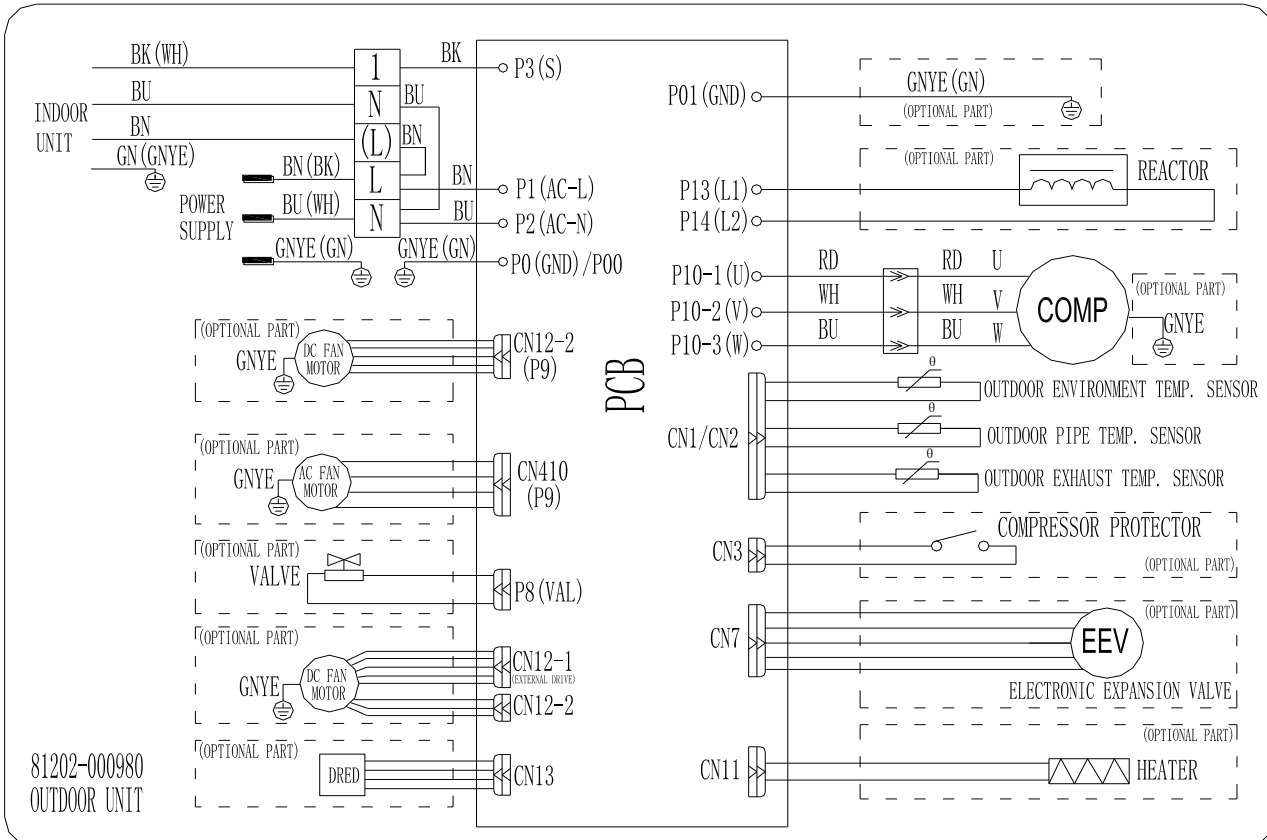 BK(WH)
BU
BN
GN(GNYE)
INDOOR
UNIT
1
N
(L)
L
N
BK
BU
BN
BN
BU
P3(S)
P1(AC-L)
P2(AC-N)
P0(GND)/P00
BN(BK)
BU(WH)
GNYE(GN)
GNYE(GN)
POWER
SUPPLY
(OPTIONAL PART)
GNYE
DC FAN
MOTOR
CN12-2
(P9)
(OPTIONAL PART)
GNYE
AC FAN
MOTOR
CN410
(P9)
(OPTIONAL PART)
VALVE
P8(VAL)
(OPTIONAL PART)
GNYE
DC FAN
MOTOR
CN12-1
(EXTERNAL DRIVE)
CN12-2
(OPTIONAL PART)
DRED
CN13
81202-000980
OUTDOOR UNIT
PCB
P01(GND)
GNYE(GN)
(OPTIONAL PART)
(OPTIONAL PART)
REACTOR
P13(L1)
P14(L2)
P10-1(U)
RD
RD
U
P10-2(V)
WH
WH
V
P10-3(W)
BU
BU
W
COMP
(OPTIONAL PART)
GNYE
CN1/CN2
θ
OUTDOOR ENVIRONMENT TEMP. SENSOR
θ
OUTDOOR PIPE TEMP. SENSOR
θ
OUTDOOR EXHAUST TEMP. SENSOR
CN3
COMPRESSOR PROTECTOR
(OPTIONAL PART)
CN7
(OPTIONAL PART)
EEV
ELECTRONIC EXPANSION VALVE
CN11
(OPTIONAL PART)
HEATER